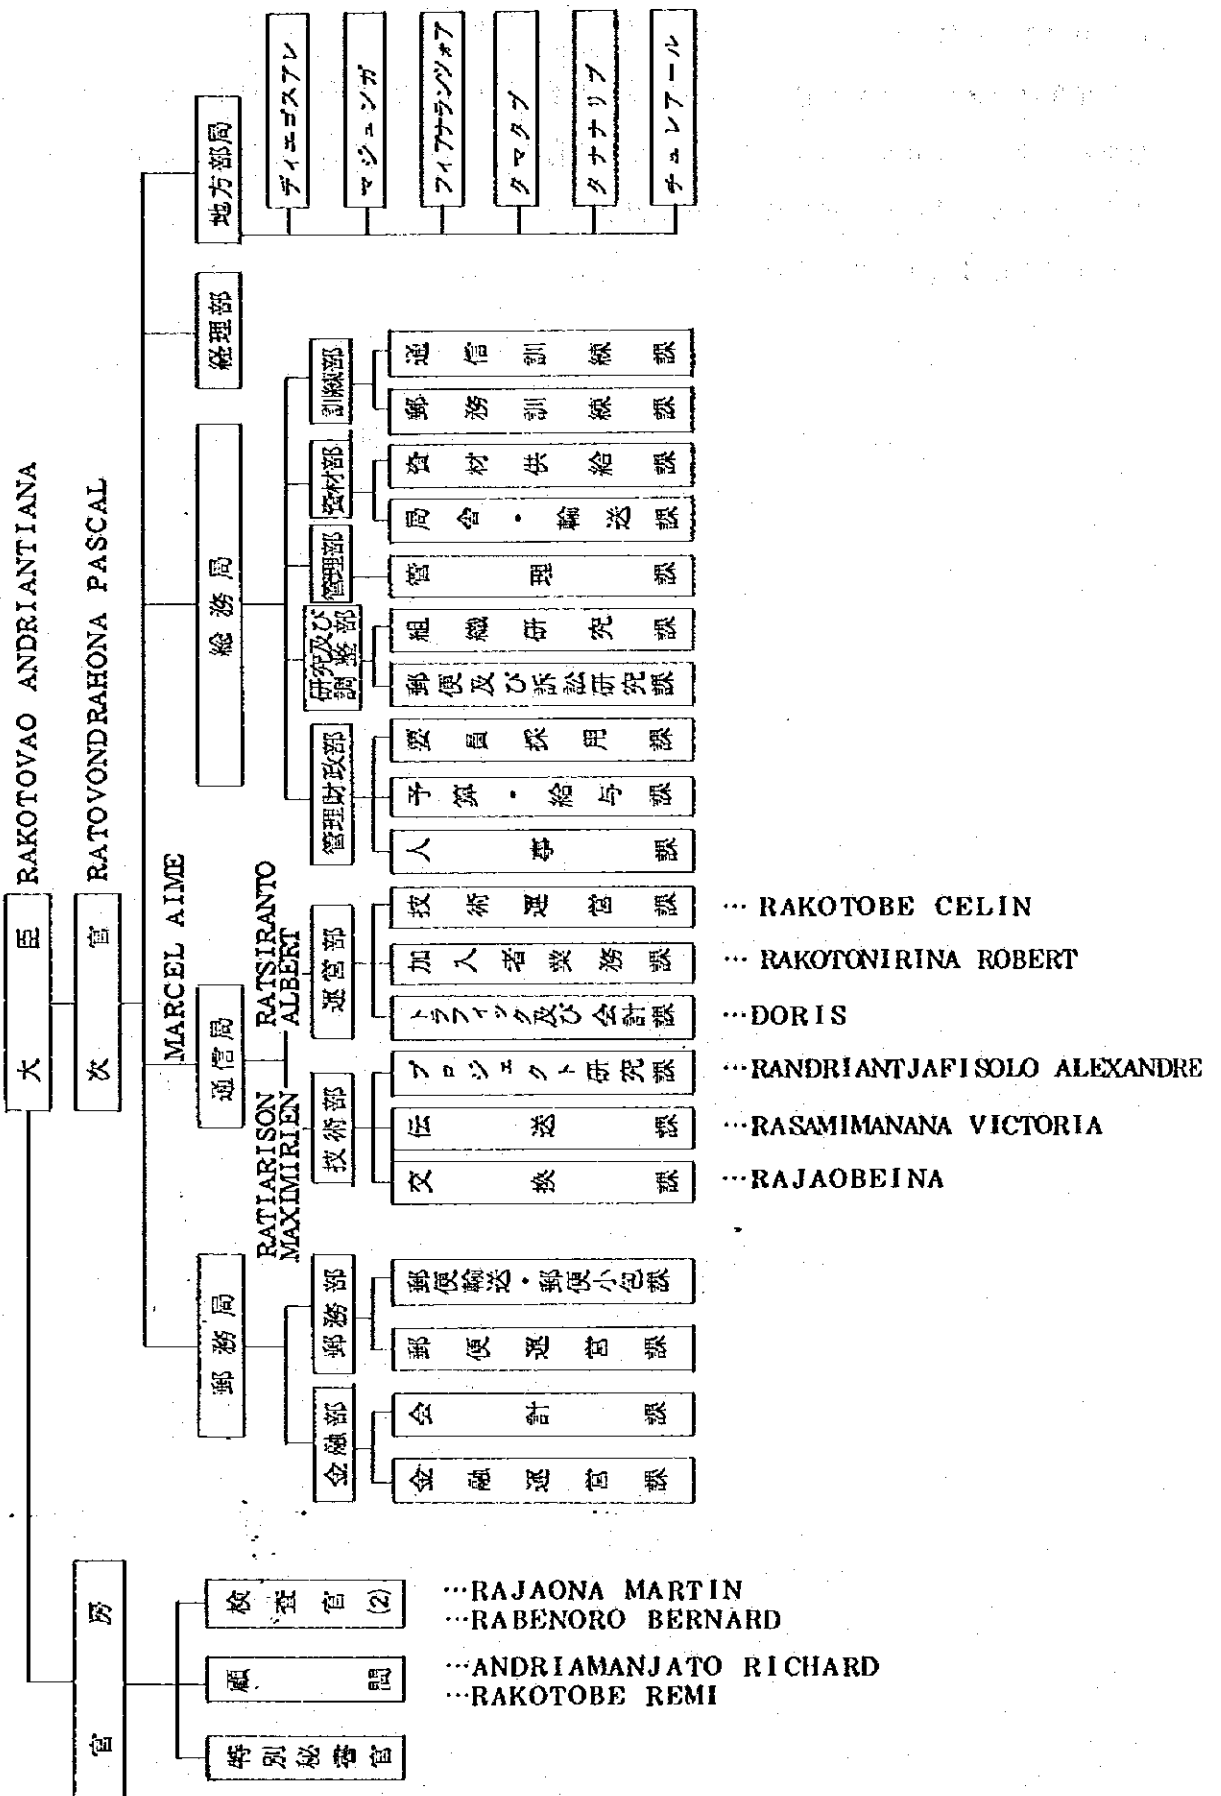 大臣 RAKOTOVAO ANDRIANTIANA
次官 RATOVONDRAHONA PASCAL
官房
検査官(2)
…RAJAONA MARTIN
…RABENORO BERNARD
顧問
…ANDRIAMANJATO RICHARD
…RAKOTOBE REMI
特別秘書官
地方部局
ディエゴスアレ
マジュンガ
フィアナランツォア
タマタブ
タナナリブ
チュレアール
経理部
総務局
訓練部
通信訓練課
郵務訓練課
資材部
資材供給課
局舎・輸送課
管理部
管理課
研究及び
調整部
組織研究課
郵便及び訴訟研究課
管理財政部
要員採用課
予算・給与課
人事課
MARCEL AIME
通信局
RATSIRANTO
ALBERT
運営部
技術運営課 …RAKOTOBE CELIN
加入者業務課 …RAKOTONIRINA ROBERT
トラフィック及び会計課 …DORIS
RATIARISON
MAXIMIRIEN
技術部
プロジェクト研究課 …RANDRIANTJAFISOLO ALEXANDRE
伝送課 …RASAMIMANANA VICTORIA
交換課 …RAJAOBEINA
郵務局
郵務部
郵便輸送・郵便小包課
郵便運営課
金融部
会計課
金融運営課